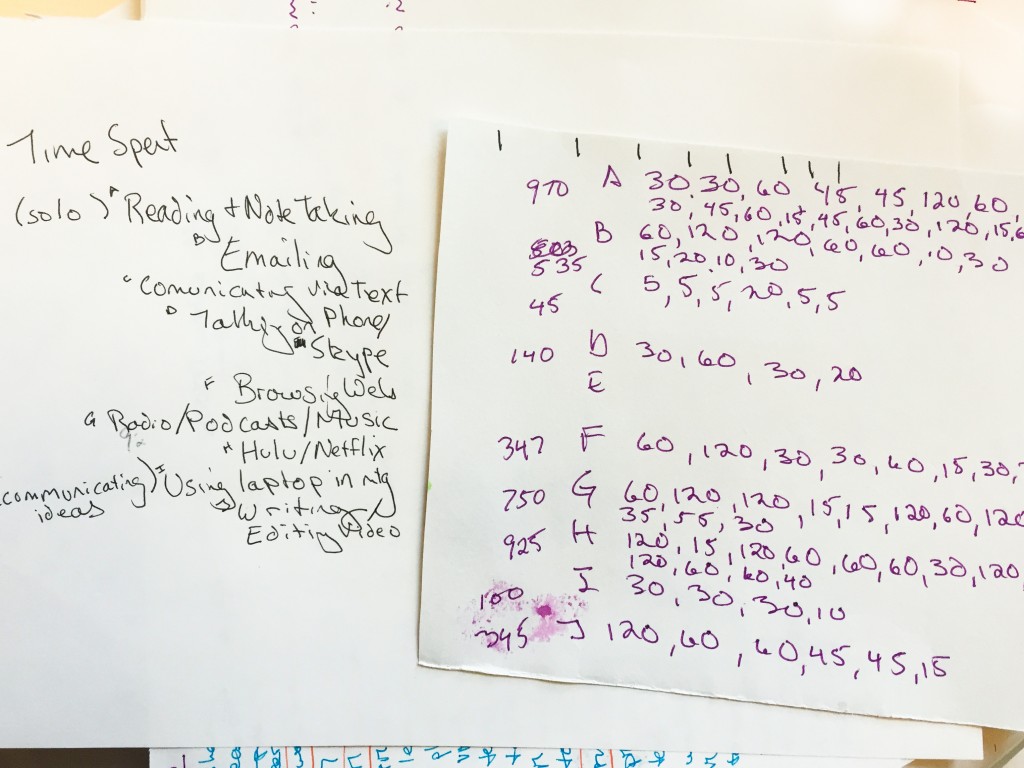 Time Spent
(solo) A Reading + Note Taking
B Emailing
C Comunicating via Text
D Talking on Phone/
Skype
F Browsing Web
G Radio/Podcasts/Music
H Hulu/Netflix
(communicating) I Using laptop in mtg
ideas
J Writing
Editing Video
970 A 30, 30, 60 45, 45, 120, 60,
30, 45, 60, 15, 45, 60, 30, 120, 15, 6
B 60, 120, 120, 60, 60, 10, 30
535 15, 20, 10, 30
45 C 5, 5, 5, 20, 5, 5
140 D 30, 60, 30, 20
E
347 F 60, 120, 30, 30, 60, 15, 30,
750 G 60, 120, 120, 15, 15, 120, 60, 120
35, 55, 30
925 H 120, 15, 120, 60, 60, 60, 30, 120,
120, 60, 60, 40
100 I 30, 30, 30, 10
345 J 120, 60, 60, 45, 45, 15